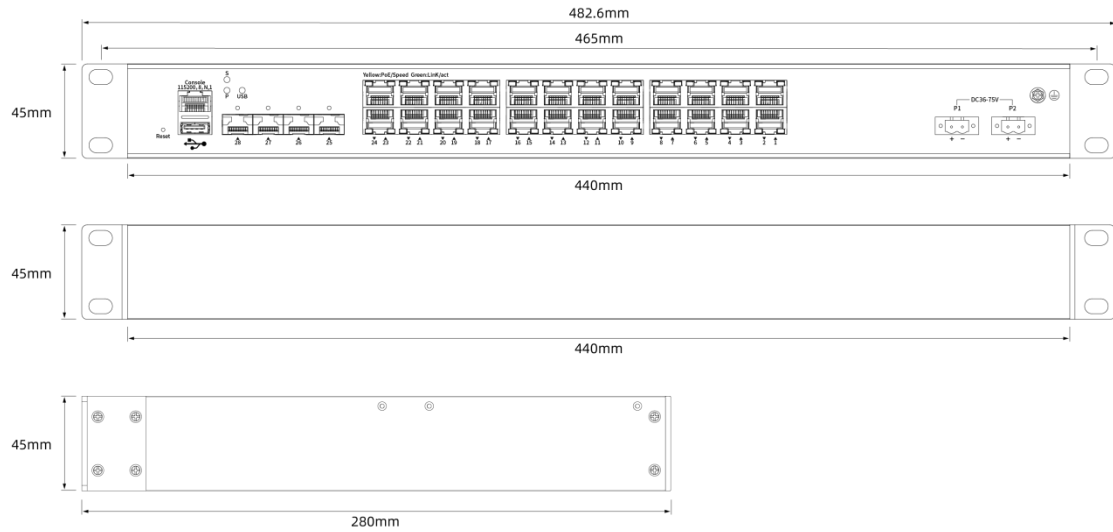 482.6mm
465mm
45mm
Console
115200, 8, N,1
S
P USB
Yellow:PoE/Speed Green:LinK/act
DC36-75V
P1 P2
Reset
28 27 26 25
24 23 22 21 20 19 18 17 16 15 14 13 12 11 10 9 8 7 6 5 4 3 2 1
+ − + −
440mm
45mm
440mm
45mm
280mm